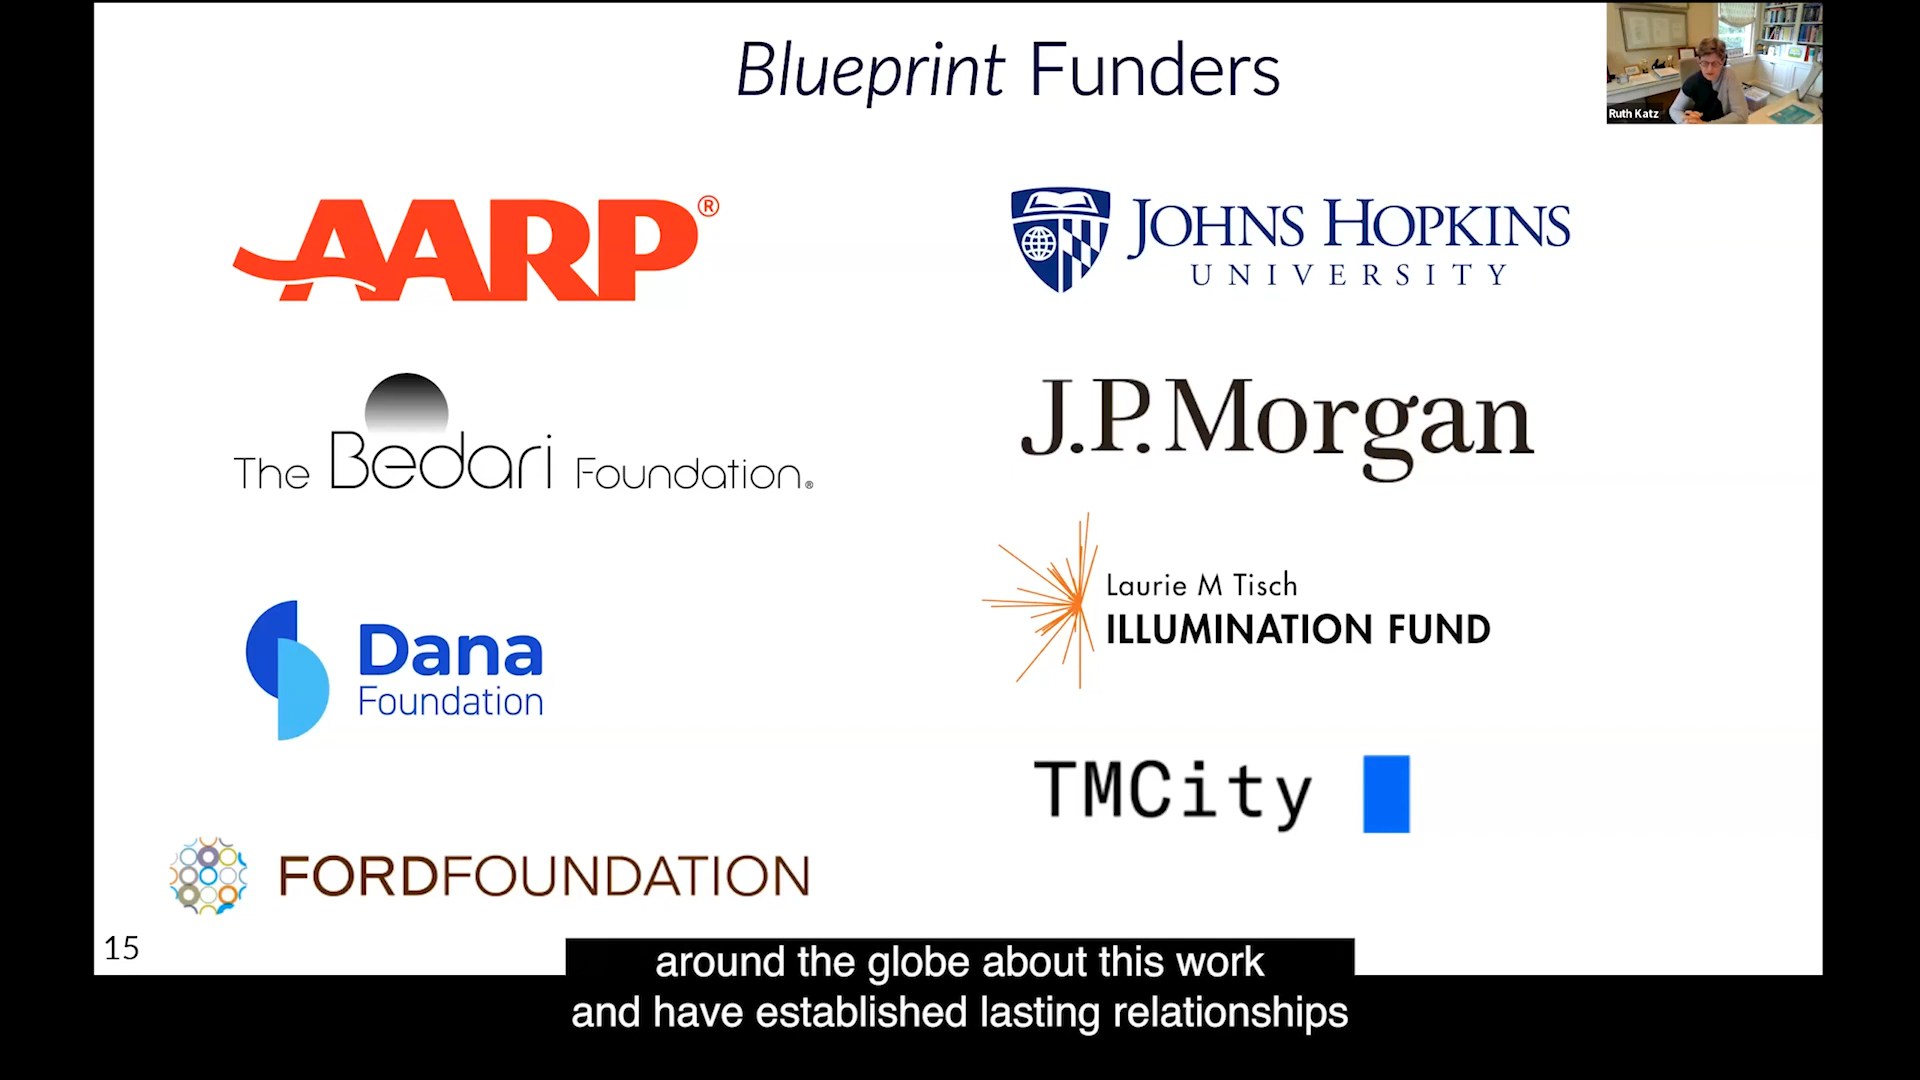 Blueprint Funders
Ruth Katz
AARP®
JOHNS HOPKINS
UNIVERSITY
The Bedari Foundation®
J.P.Morgan
Laurie M Tisch
ILLUMINATION FUND
Dana
Foundation
TMCity
FORDFOUNDATION
15
around the globe about this work
and have established lasting relationships